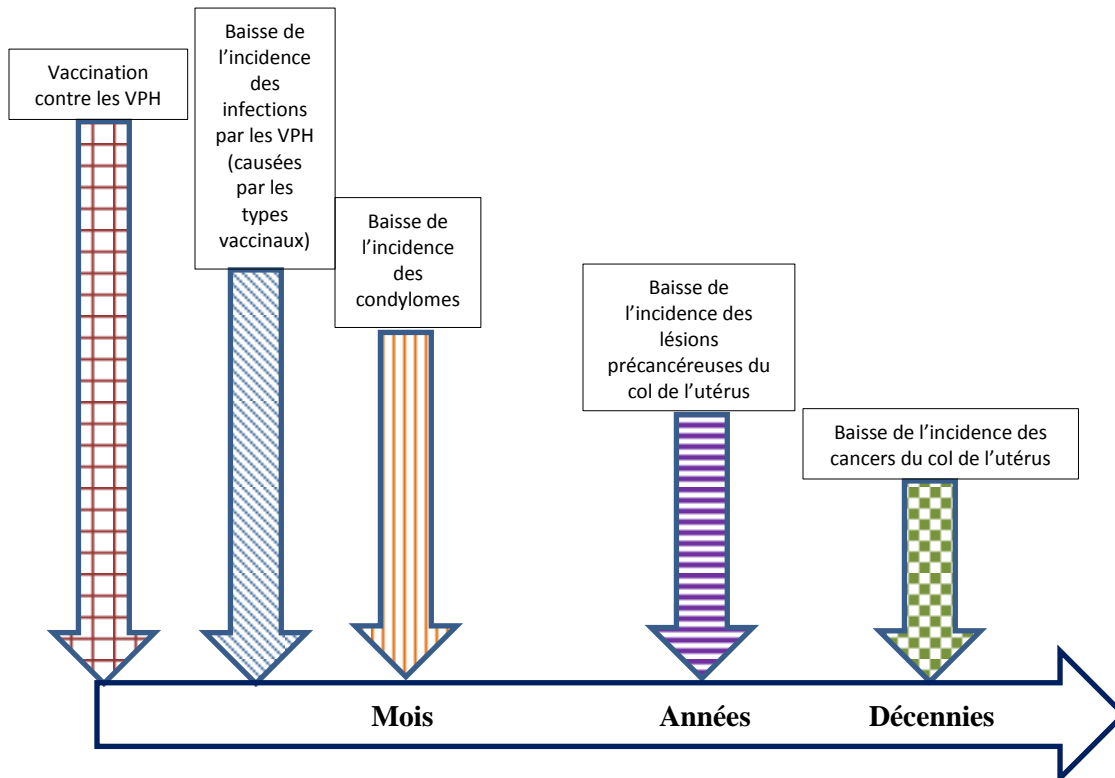 Vaccination
contre les VPH
Baisse de
l'incidence
des
infections
par les VPH
(causées
par les
types
vaccinaux)
Baisse de
l'incidence
des
condylomes
Baisse de
l'incidence des
lésions
précancéreuses du
col de l'utérus
Baisse de l'incidence des
cancers du col de l'utérus
Mois
Années
Décennies